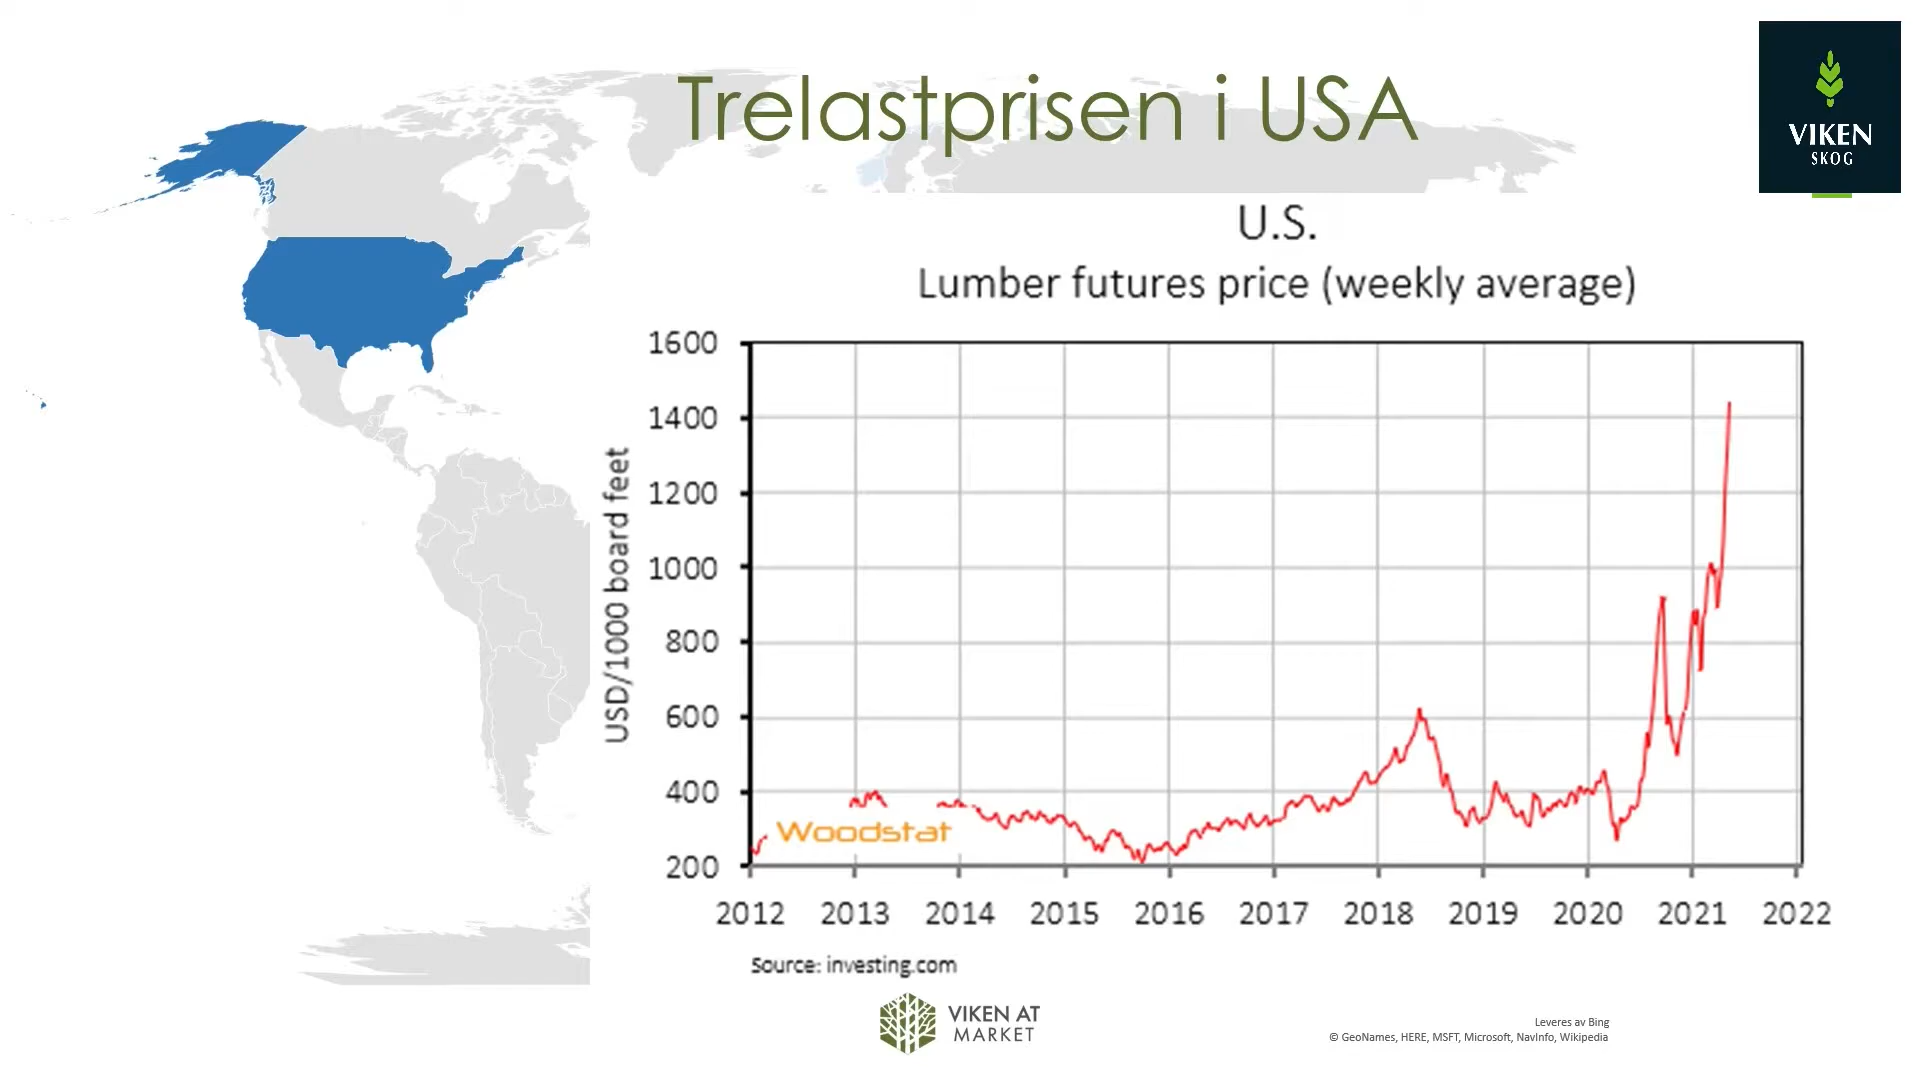 Trelastprisen i USA
VIKEN
SKOG
U.S.
Lumber futures price (weekly average)
USD/1000 board feet
1600
1400
1200
1000
800
600
400
200
Woodstat
2012 2013 2014 2015 2016 2017 2018 2019 2020 2021 2022
Source: investing.com
VIKEN AT
MARKET
Leveres av Bing
© GeoNames, HERE, MSFT, Microsoft, NavInfo, Wikipedia